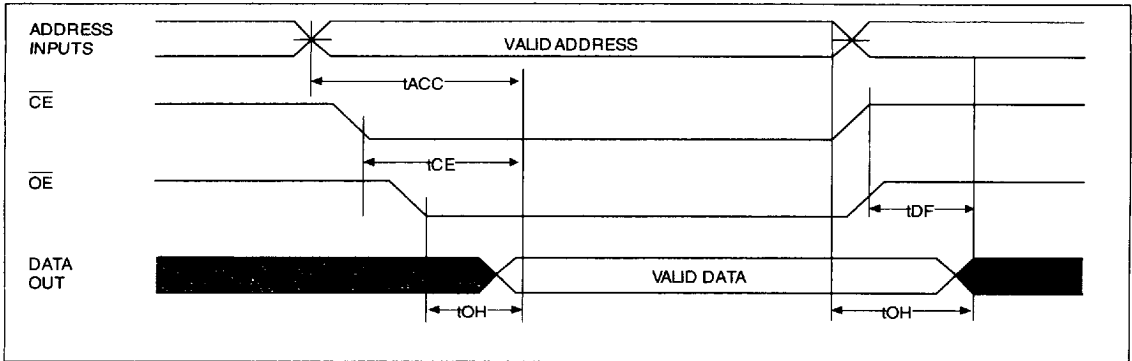 ADDRESS
INPUTS
VALID ADDRESS
tACC
CE
tCE
OE
tDF
DATA
OUT
VALID DATA
tOH
tOH